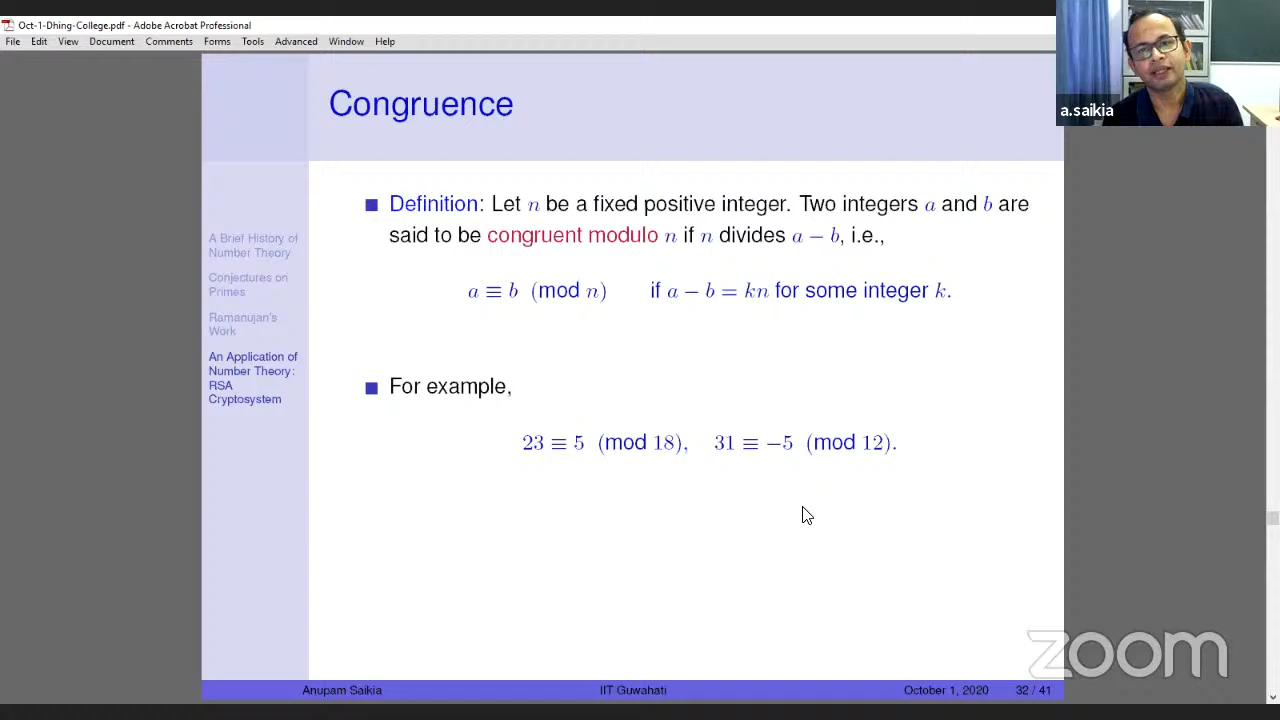 Oct-1-Dhing-College.pdf - Adobe Acrobat Professional
File Edit View Document Comments Forms Tools Advanced Window Help
a.saikia
Congruence
A Brief History of
Number Theory
Conjectures on
Primes
Ramanujan's
Work
An Application of
Number Theory:
RSA
Cryptosystem
Definition: Let n be a fixed positive integer. Two integers a and b are
said to be congruent modulo n if n divides a − b, i.e.,
a ≡ b (mod n) if a − b = kn for some integer k.
For example,
23 ≡ 5 (mod 18), 31 ≡ −5 (mod 12).
zoom
Anupam Saikia IIT Guwahati October 1, 2020 32 / 41